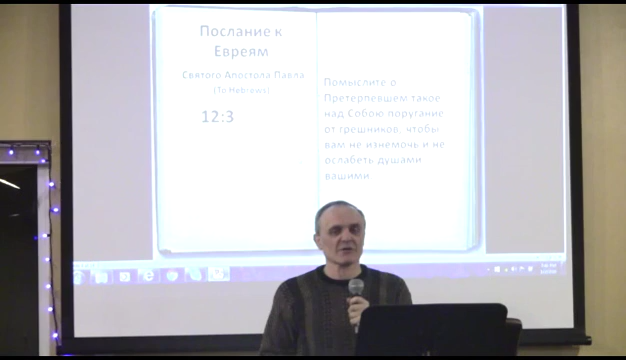 Послание к
Евреям
Святого Апостола Павла
(To Hebrews)
12:3
Помыслите о
Претерпевшем такое
над Собою поругание
от грешников, чтобы
вам не изнемочь и не
ослабеть душами
вашими